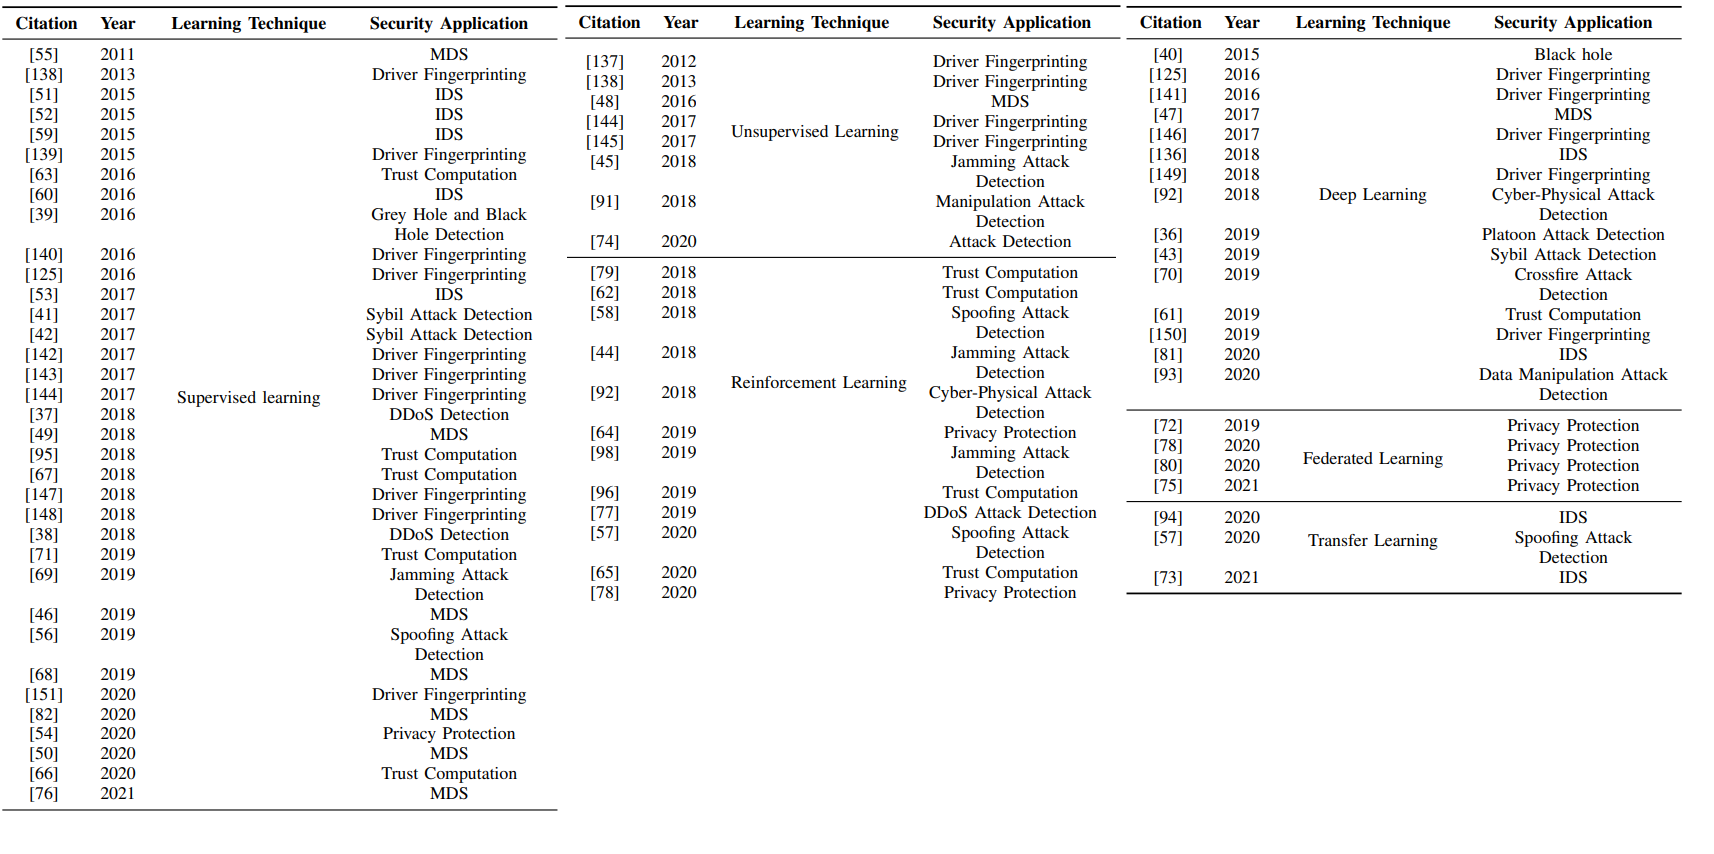 Citation Year Learning Technique Security Application
[55] 2011 MDS
[138] 2013 Driver Fingerprinting
[51] 2015 IDS
[52] 2015 IDS
[59] 2015 IDS
[139] 2015 Driver Fingerprinting
[63] 2016 Trust Computation
[60] 2016 IDS
[39] 2016 Grey Hole and Black
Hole Detection
[140] 2016 Driver Fingerprinting
[125] 2016 Driver Fingerprinting
[53] 2017 IDS
[41] 2017 Sybil Attack Detection
[42] 2017 Sybil Attack Detection
[142] 2017 Driver Fingerprinting
[143] 2017 Driver Fingerprinting
[144] 2017 Driver Fingerprinting
Supervised learning
[37] 2018 DDoS Detection
[49] 2018 MDS
[95] 2018 Trust Computation
[67] 2018 Trust Computation
[147] 2018 Driver Fingerprinting
[148] 2018 Driver Fingerprinting
[38] 2018 DDoS Detection
[71] 2019 Trust Computation
[69] 2019 Jamming Attack
Detection
[46] 2019 MDS
[56] 2019 Spoofing Attack
Detection
[68] 2019 MDS
[151] 2020 Driver Fingerprinting
[82] 2020 MDS
[54] 2020 Privacy Protection
[50] 2020 MDS
[66] 2020 Trust Computation
[76] 2021 MDS
Citation Year Learning Technique Security Application
[137] 2012 Driver Fingerprinting
[138] 2013 Driver Fingerprinting
[48] 2016 MDS
[144] 2017 Driver Fingerprinting
Unsupervised Learning
[145] 2017 Driver Fingerprinting
[45] 2018 Jamming Attack
Detection
[91] 2018 Manipulation Attack
Detection
[74] 2020 Attack Detection
[79] 2018 Trust Computation
[62] 2018 Trust Computation
[58] 2018 Spoofing Attack
Detection
[44] 2018 Jamming Attack
Detection
Reinforcement Learning
[92] 2018 Cyber-Physical Attack
Detection
[64] 2019 Privacy Protection
[98] 2019 Jamming Attack
Detection
[96] 2019 Trust Computation
[77] 2019 DDoS Attack Detection
[57] 2020 Spoofing Attack
Detection
[65] 2020 Trust Computation
[78] 2020 Privacy Protection
Citation Year Learning Technique Security Application
[40] 2015 Black hole
[125] 2016 Driver Fingerprinting
[141] 2016 Driver Fingerprinting
[47] 2017 MDS
[146] 2017 Driver Fingerprinting
[136] 2018 IDS
[149] 2018 Driver Fingerprinting
[92] 2018 Deep Learning Cyber-Physical Attack
Detection
[36] 2019 Platoon Attack Detection
[43] 2019 Sybil Attack Detection
[70] 2019 Crossfire Attack
Detection
[61] 2019 Trust Computation
[150] 2019 Driver Fingerprinting
[81] 2020 IDS
[93] 2020 Data Manipulation Attack
Detection
[72] 2019 Privacy Protection
[78] 2020 Privacy Protection
Federated Learning
[80] 2020 Privacy Protection
[75] 2021 Privacy Protection
[94] 2020 IDS
[57] 2020 Transfer Learning Spoofing Attack
Detection
[73] 2021 IDS